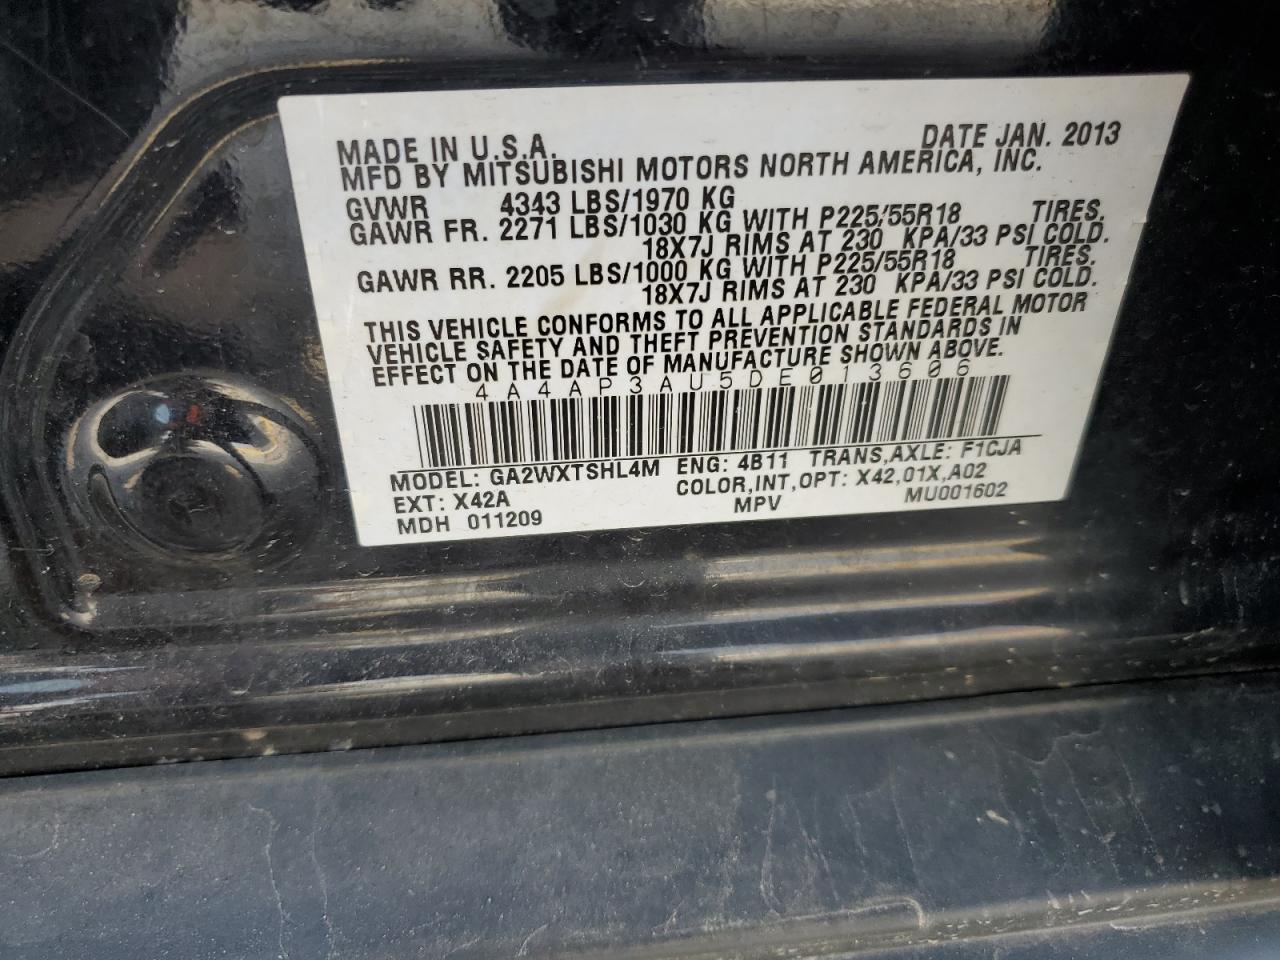 MADE IN U.S.A. DATE JAN. 2013
MFD BY MITSUBISHI MOTORS NORTH AMERICA, INC.
GVWR 4343 LBS/1970 KG
GAWR FR. 2271 LBS/1030 KG WITH P225/55R18 TIRES.
18X7J RIMS AT 230 KPA/33 PSI COLD.
GAWR RR. 2205 LBS/1000 KG WITH P225/55R18 TIRES.
18X7J RIMS AT 230 KPA/33 PSI COLD.
THIS VEHICLE CONFORMS TO ALL APPLICABLE FEDERAL MOTOR
VEHICLE SAFETY AND THEFT PREVENTION STANDARDS IN
EFFECT ON THE DATE OF MANUFACTURE SHOWN ABOVE.
4A4AP3AU5DE013606
MODEL: GA2WXTSHL4M ENG: 4B11 TRANS,AXLE: F1CJA
EXT: X42A COLOR,INT,OPT: X42,01X,A02
MDH 011209 MPV MU001602